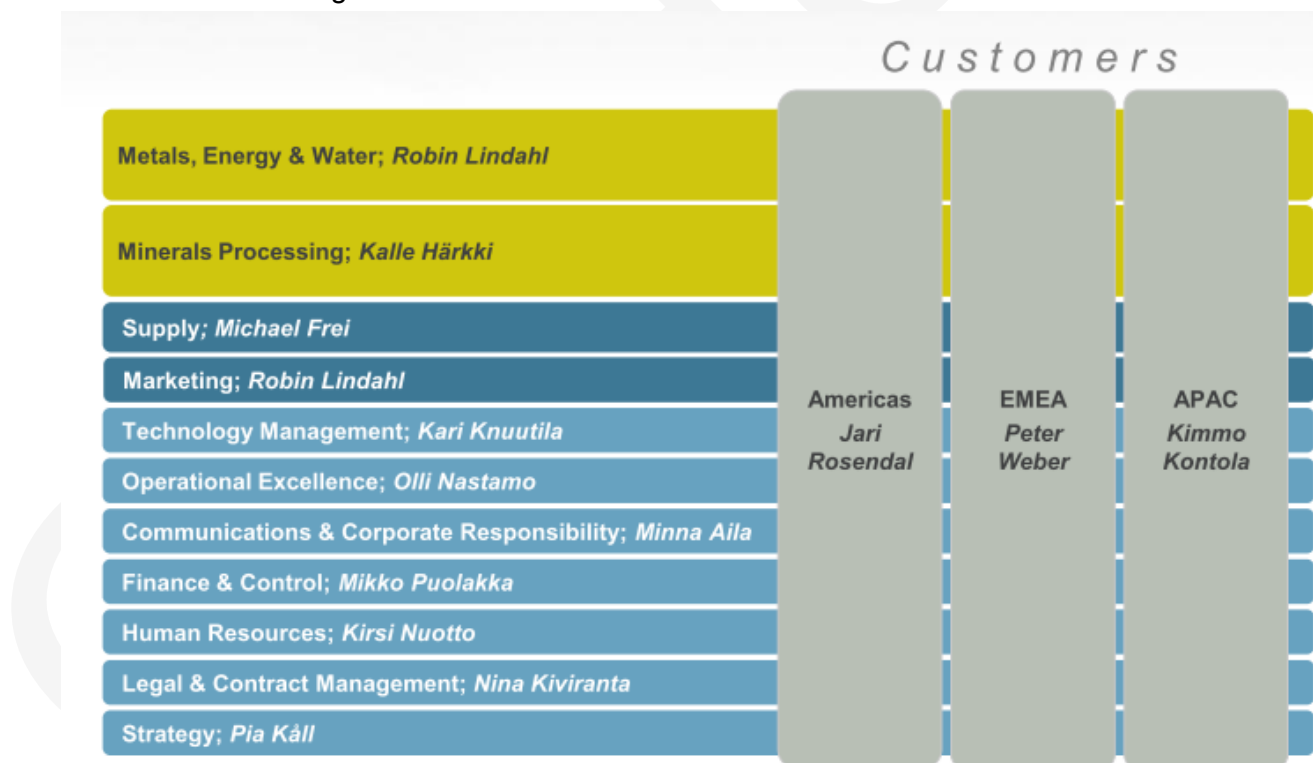 Customers
Metals, Energy & Water; Robin Lindahl
Minerals Processing; Kalle Härkki
Supply; Michael Frei
Marketing; Robin Lindahl
Technology Management; Kari Knuutila
Operational Excellence; Olli Nastamo
Communications & Corporate Responsibility; Minna Aila
Finance & Control; Mikko Puolakka
Human Resources; Kirsi Nuotto
Legal & Contract Management; Nina Kiviranta
Strategy; Pia Kåll
Americas
Jari
Rosendal
EMEA
Peter
Weber
APAC
Kimmo
Kontola